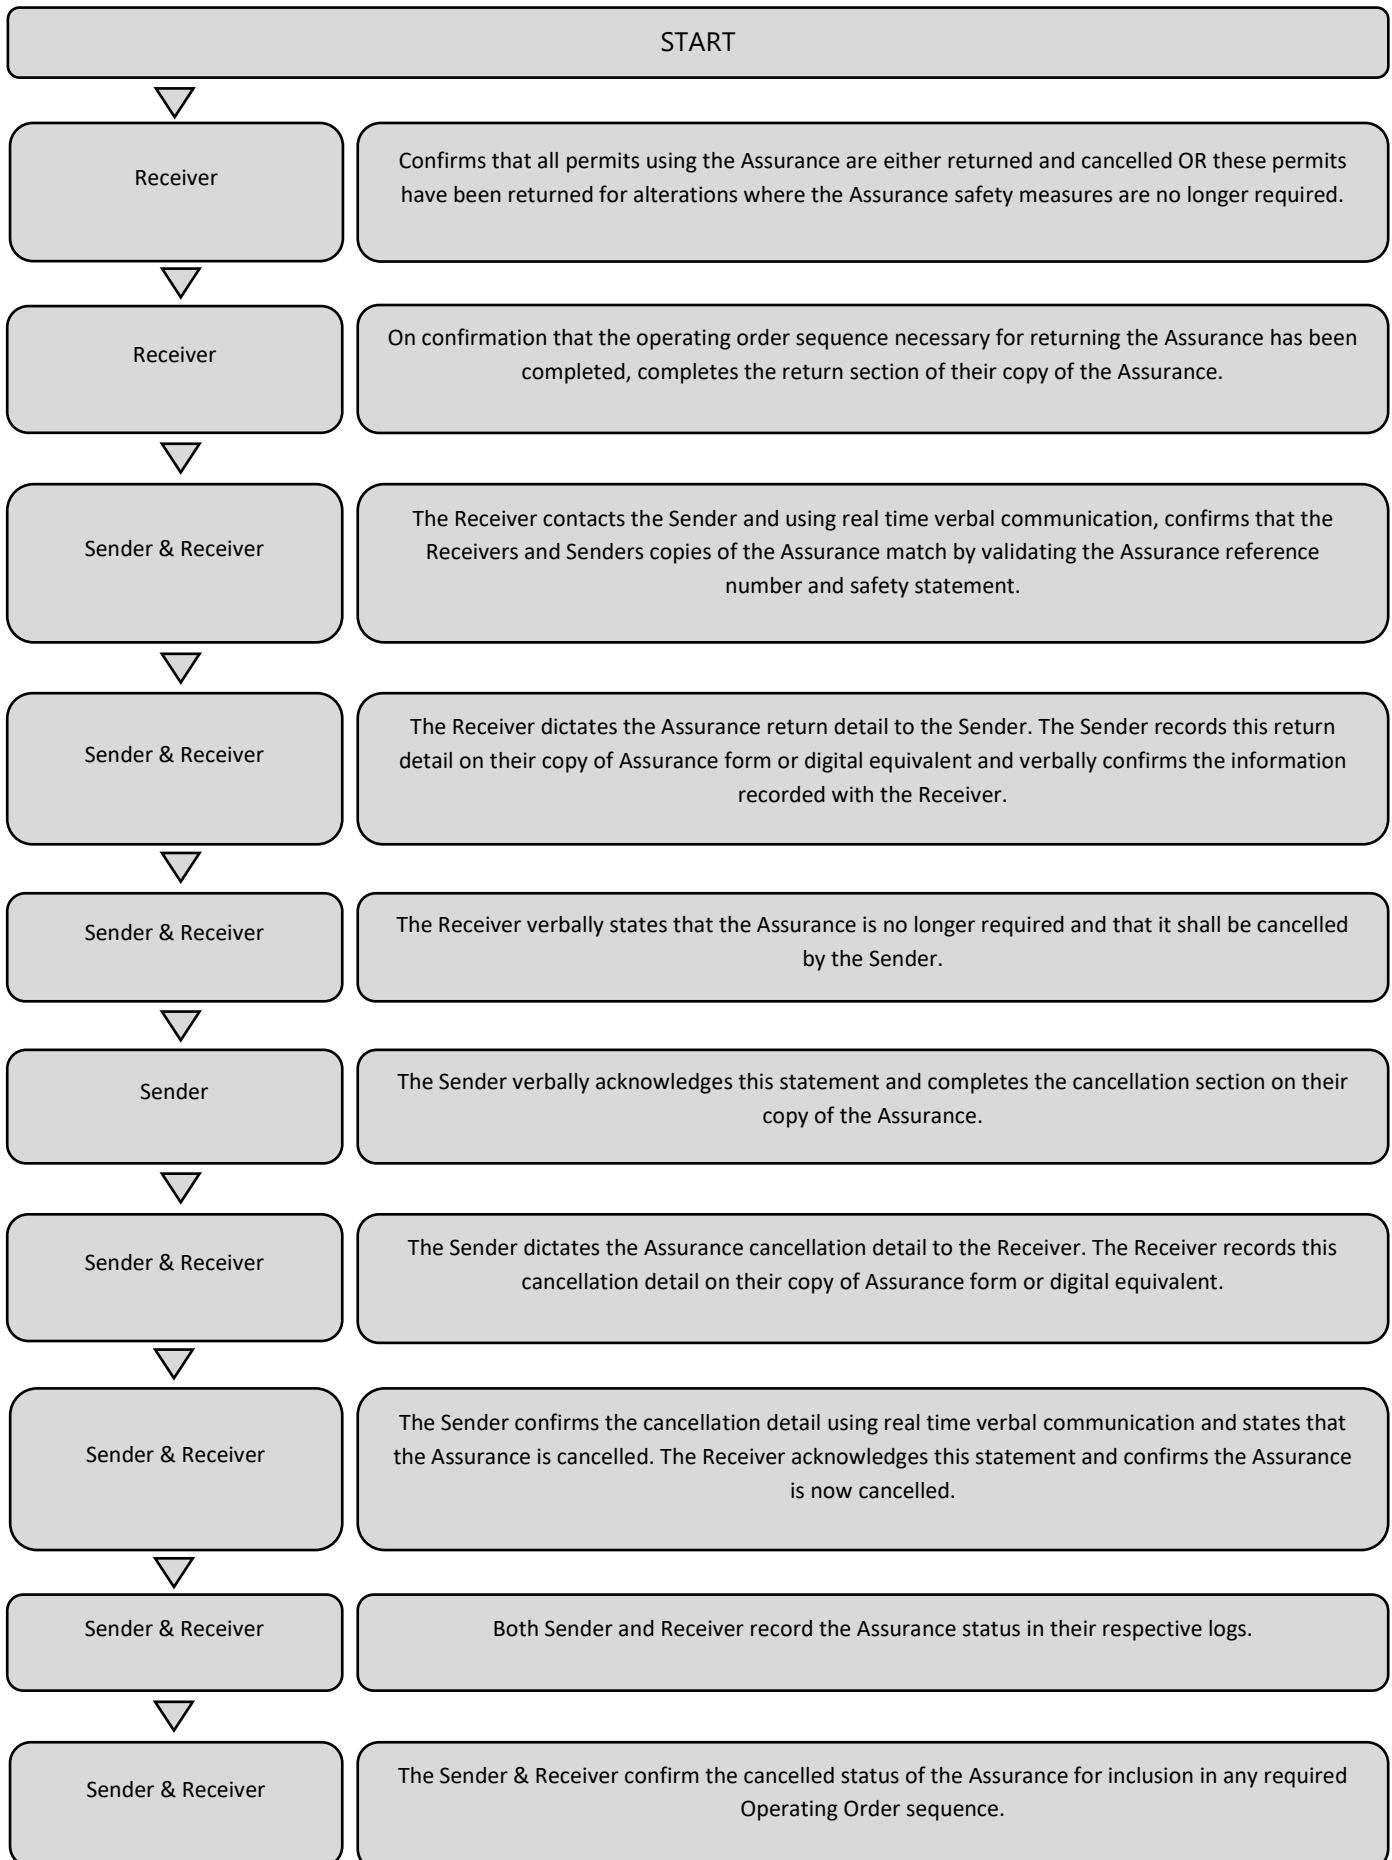 START
Receiver
Confirms that all permits using the Assurance are either returned and cancelled OR these permits
have been returned for alterations where the Assurance safety measures are no longer required.
Receiver
On confirmation that the operating order sequence necessary for returning the Assurance has been
completed, completes the return section of their copy of the Assurance.
Sender & Receiver
The Receiver contacts the Sender and using real time verbal communication, confirms that the
Receivers and Senders copies of the Assurance match by validating the Assurance reference
number and safety statement.
Sender & Receiver
The Receiver dictates the Assurance return detail to the Sender. The Sender records this return
detail on their copy of Assurance form or digital equivalent and verbally confirms the information
recorded with the Receiver.
Sender & Receiver
The Receiver verbally states that the Assurance is no longer required and that it shall be cancelled
by the Sender.
Sender
The Sender verbally acknowledges this statement and completes the cancellation section on their
copy of the Assurance.
Sender & Receiver
The Sender dictates the Assurance cancellation detail to the Receiver. The Receiver records this
cancellation detail on their copy of Assurance form or digital equivalent.
Sender & Receiver
The Sender confirms the cancellation detail using real time verbal communication and states that
the Assurance is cancelled. The Receiver acknowledges this statement and confirms the Assurance
is now cancelled.
Sender & Receiver
Both Sender and Receiver record the Assurance status in their respective logs.
Sender & Receiver
The Sender & Receiver confirm the cancelled status of the Assurance for inclusion in any required
Operating Order sequence.